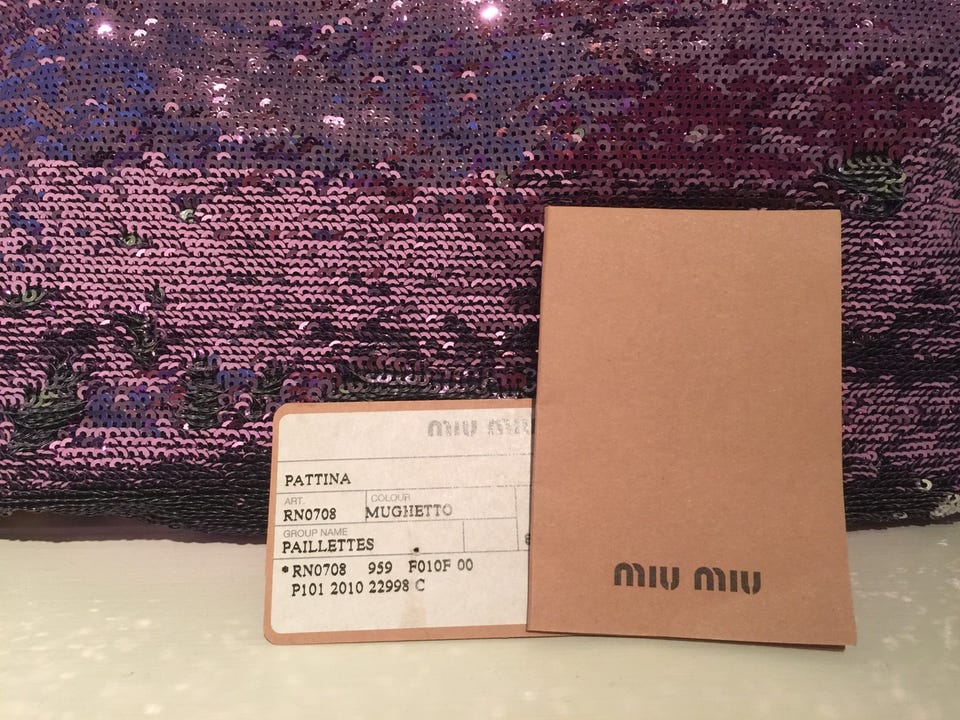 MIU MIU
PATTINA
ART. COLOUR
RN0708 MUGHETTO
GROUP NAME
PAILLETTES
*RN0708 959 F010F 00
P101 2010 22998 C
MIU MIU